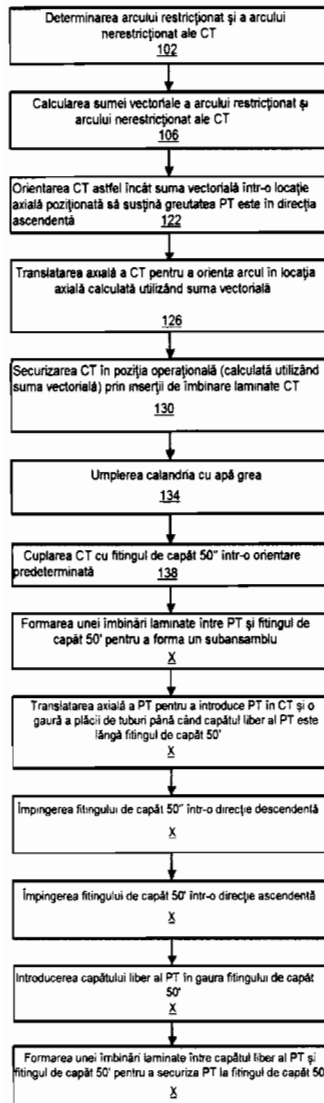 Determinarea arcului restricționat și a arcului
nerestricționat ale CT
102
Calcularea sumei vectoriale a arcului restricționat și
arcului nerestricționat ale CT
106
Orientarea CT astfel încât suma vectorială într-o locație
axială poziționată să susțină greutatea PT este în direcția
ascendentă
122
Translatarea axială a CT pentru a orienta arcul în locația
axială calculată utilizând suma vectorială
126
Securizarea CT în poziția operațională (calculată utilizând
suma vectorială) prin inserții de îmbinare laminate CT
130
Umplerea calandria cu apă grea
134
Cuplarea CT cu fitingul de capăt 50" într-o orientare
predeterminată 138
Formarea unei îmbinări laminate între PT și fitingul de
capăt 50' pentru a forma un subansamblu
X
Translatarea axială a PT pentru a introduce PT în CT și o
gaură a plăcii de tuburi până când capătul liber al PT este
lângă fitingul de capăt 50'
X
Împingerea fitingului de capăt 50" într-o direcție descendentă
X
Împingerea fitingului de capăt 50' într-o direcție ascendentă
X
Introducerea capătului liber al PT în gaura fitingului de capăt
50'
X
Formarea unei îmbinări laminate între capătul liber al PT și
fitingul de capăt 50' pentru a securiza PT la fitingul de capăt 50'
X